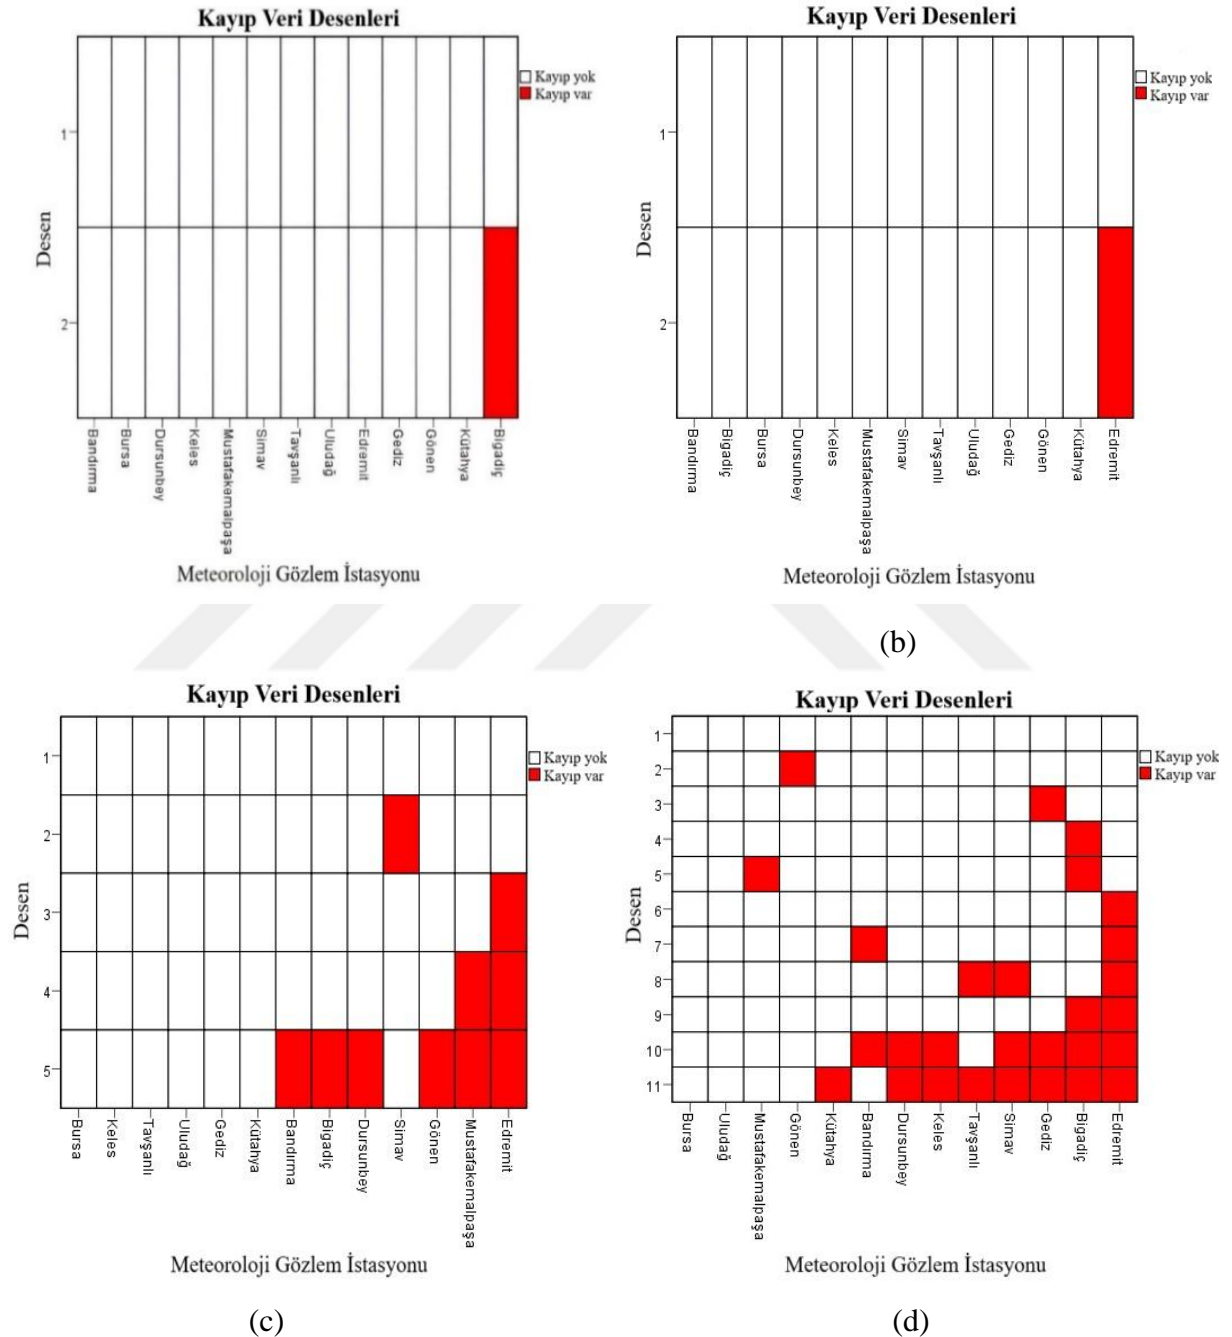 Kayıp Veri Desenleri
Kayıp yok
Kayıp var
1
2
Desen
Bandırma
Bursa
Dursunbey
Keles
Mustafakemalpaşa
Simav
Tavşanlı
Uludağ
Edremit
Gediz
Gönen
Kütahya
Bigadiç
Meteoroloji Gözlem İstasyonu
Kayıp Veri Desenleri
Kayıp yok
Kayıp var
1
2
Desen
Bandırma
Bigadiç
Bursa
Dursunbey
Keles
Mustafakemalpaşa
Simav
Tavşanlı
Uludağ
Gediz
Gönen
Kütahya
Edremit
Meteoroloji Gözlem İstasyonu
(b)
Kayıp Veri Desenleri
Kayıp yok
Kayıp var
1
2
3
4
5
Desen
Bursa
Keles
Tavşanlı
Uludağ
Gediz
Kütahya
Bandırma
Bigadiç
Dursunbey
Simav
Gönen
Mustafakemalpaşa
Edremit
Meteoroloji Gözlem İstasyonu
(c)
Kayıp Veri Desenleri
Kayıp yok
Kayıp var
1
2
3
4
5
6
7
8
9
10
11
Desen
Bursa
Uludağ
Mustafakemalpaşa
Gönen
Kütahya
Bandırma
Dursunbey
Keles
Tavşanlı
Simav
Gediz
Bigadiç
Edremit
Meteoroloji Gözlem İstasyonu
(d)